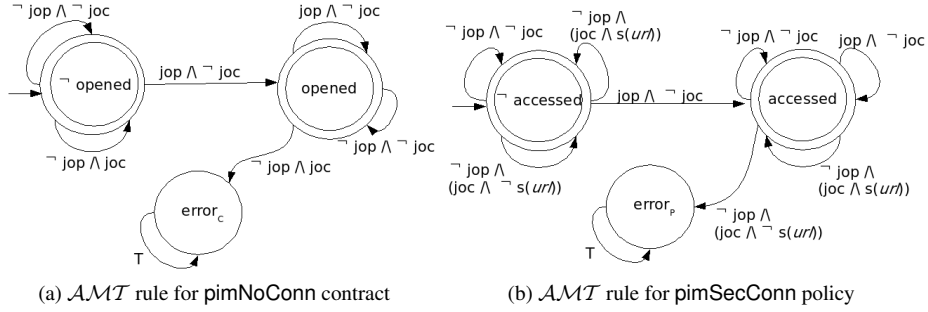 ¬ jop /\ ¬ joc
¬ opened
¬ jop /\ joc
jop /\ ¬ joc
jop /\ ¬ joc
opened
¬ jop /\ ¬ joc
¬ jop /\ joc
error_C
T
(a) AMT rule for pimNoConn contract
¬ jop /\ ¬ joc
¬ jop /\
(joc /\ s(url))
¬ accessed
¬ jop /\
(joc /\ ¬ s(url))
jop /\ ¬ joc
¬ jop /\ ¬ joc
jop /\ ¬ joc
accessed
¬ jop /\
(joc /\ s(url))
¬ jop /\
(joc /\ ¬ s(url))
error_P
T
(b) AMT rule for pimSecConn policy